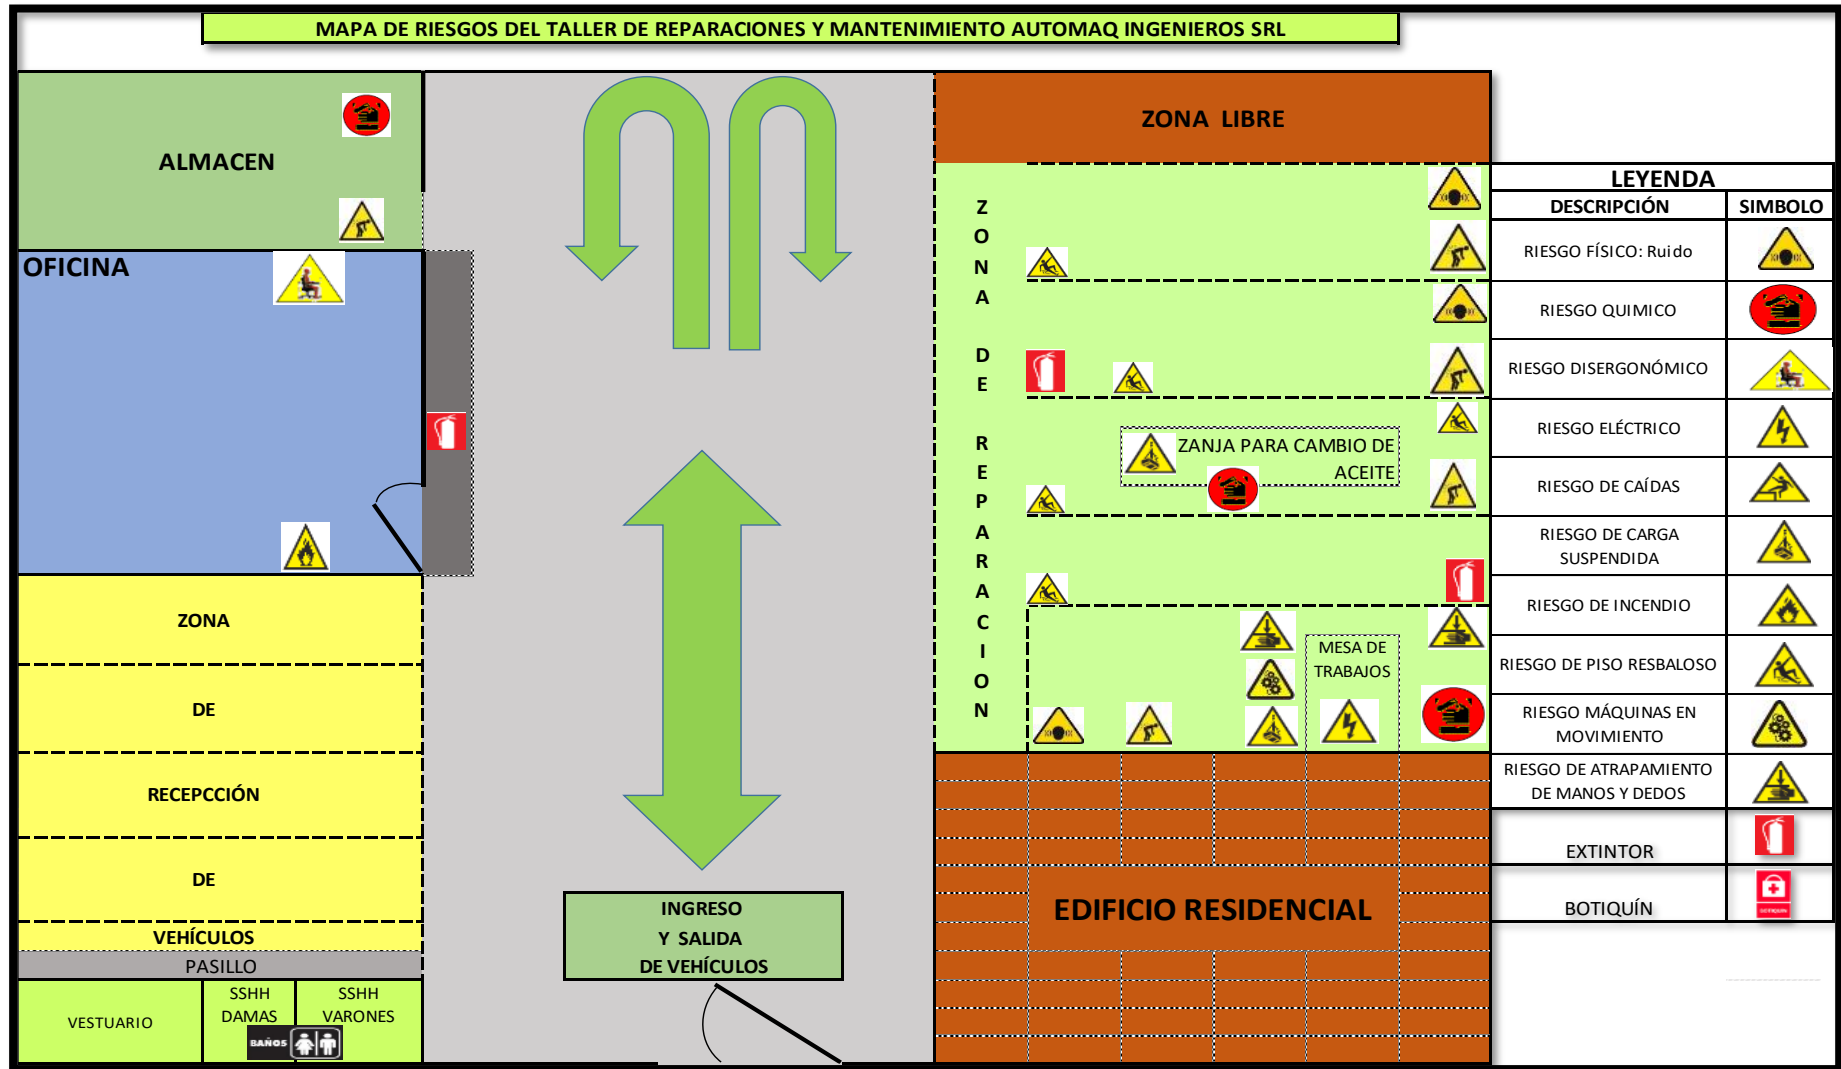 MAPA DE RIESGOS DEL TALLER DE REPARACIONES Y MANTENIMIENTO AUTOMAQ INGENIEROS SRL
ALMACEN
OFICINA
ZONA
DE
RECEPCCIÓN
DE
VEHÍCULOS
PASILLO
VESTUARIO
SSHH
DAMAS
SSHH
VARONES
BAÑOS
INGRESO
Y SALIDA
DE VEHÍCULOS
ZONA LIBRE
ZONA DE REPARACION
ZANJA PARA CAMBIO DE
ACEITE
MESA DE
TRABAJOS
EDIFICIO RESIDENCIAL
LEYENDA
DESCRIPCIÓN
SIMBOLO
RIESGO FÍSICO: Ruido
RIESGO QUIMICO
RIESGO DISERGONÓMICO
RIESGO ELÉCTRICO
RIESGO DE CAÍDAS
RIESGO DE CARGA
SUSPENDIDA
RIESGO DE INCENDIO
RIESGO DE PISO RESBALOSO
RIESGO MÁQUINAS EN
MOVIMIENTO
RIESGO DE ATRAPAMIENTO
DE MANOS Y DEDOS
EXTINTOR
BOTIQUÍN
BOTIQUIN